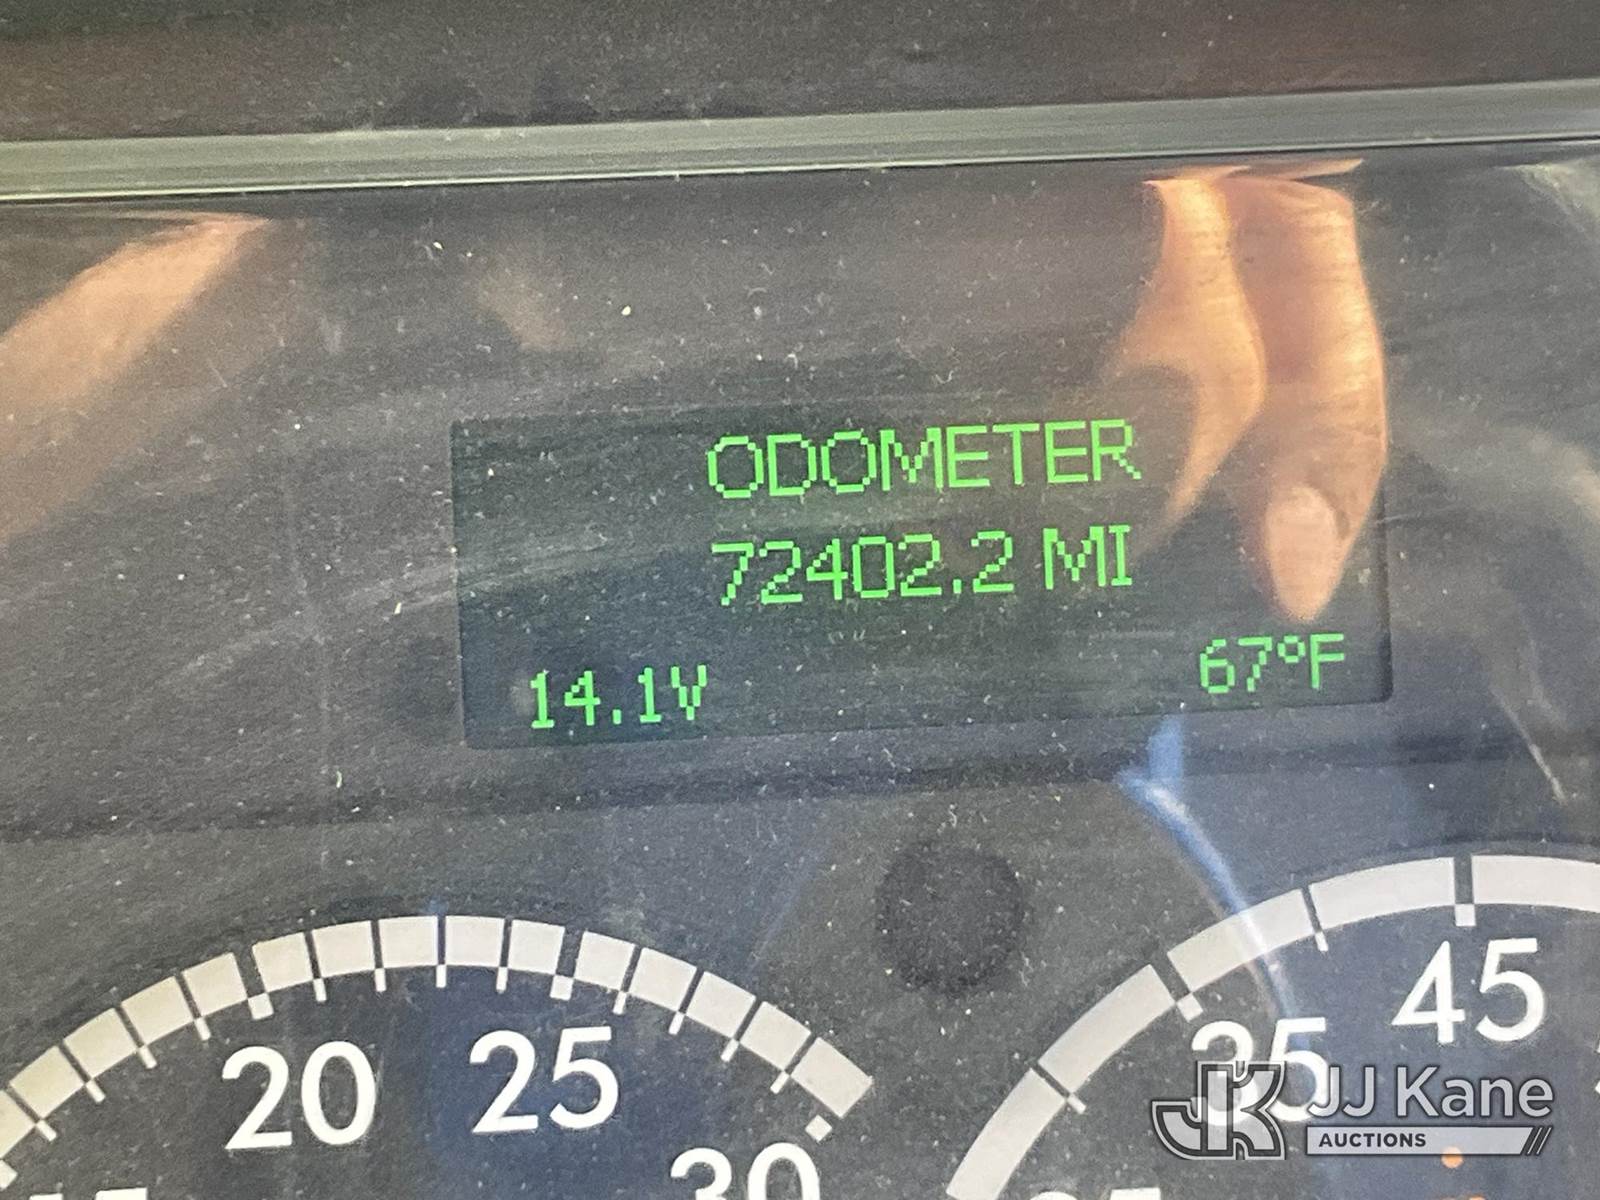 ODOMETER
72402.2 MI
14.1V 67°F
20 25 30
35 45
JJ Kane
AUCTIONS